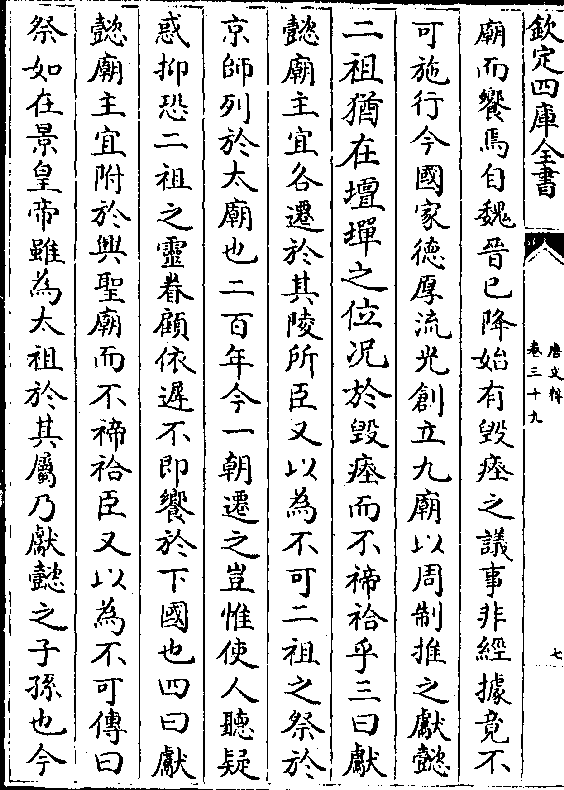 欽定四庫全書
唐文粹
卷三十九
七
廟而饗焉自魏晉已降始有毀瘞之議事非經據竟不
可施行今國家德厚流光創立九廟以周制推之獻懿
二祖猶在壇墠之位况於毀瘞而不禘祫乎三曰獻
懿廟主宜各遷於其陵所臣又以為不可二祖之祭於
京師列於太廟也二百年今一朝遷之豈惟使人聽疑
惑抑恐二祖之靈眷顧依遲不即饗於下國也四曰獻
懿廟主宜附於興聖廟而不禘祫臣又以為不可傳曰
祭如在景皇帝雖為太祖於其屬乃獻懿之子孫也今